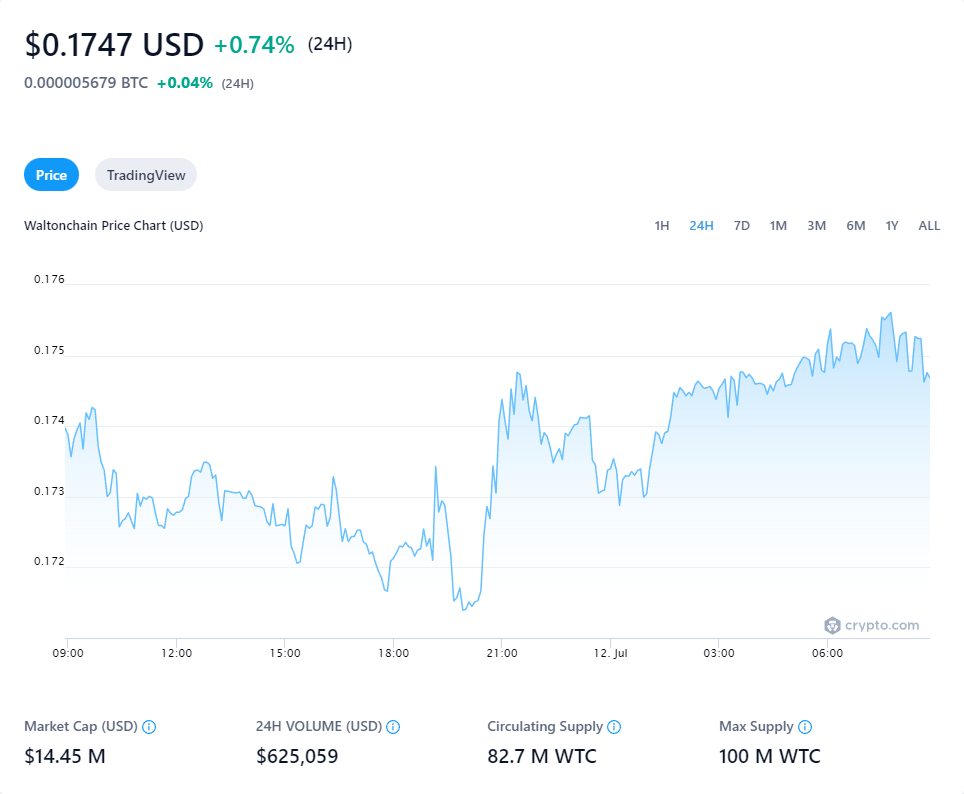 $0.1747 USD +0.74% (24H)
0.000005679 BTC +0.04% (24H)
Price TradingView
Waltonchain Price Chart (USD) 1H 24H 7D 1M 3M 6M 1Y ALL
0.176
0.175
0.174
0.173
0.172
crypto.com
09:00 12:00 15:00 18:00 21:00 12. Jul 03:00 06:00
Market Cap (USD) 24H VOLUME (USD) Circulating Supply Max Supply
$14.45 M $625,059 82.7 M WTC 100 M WTC